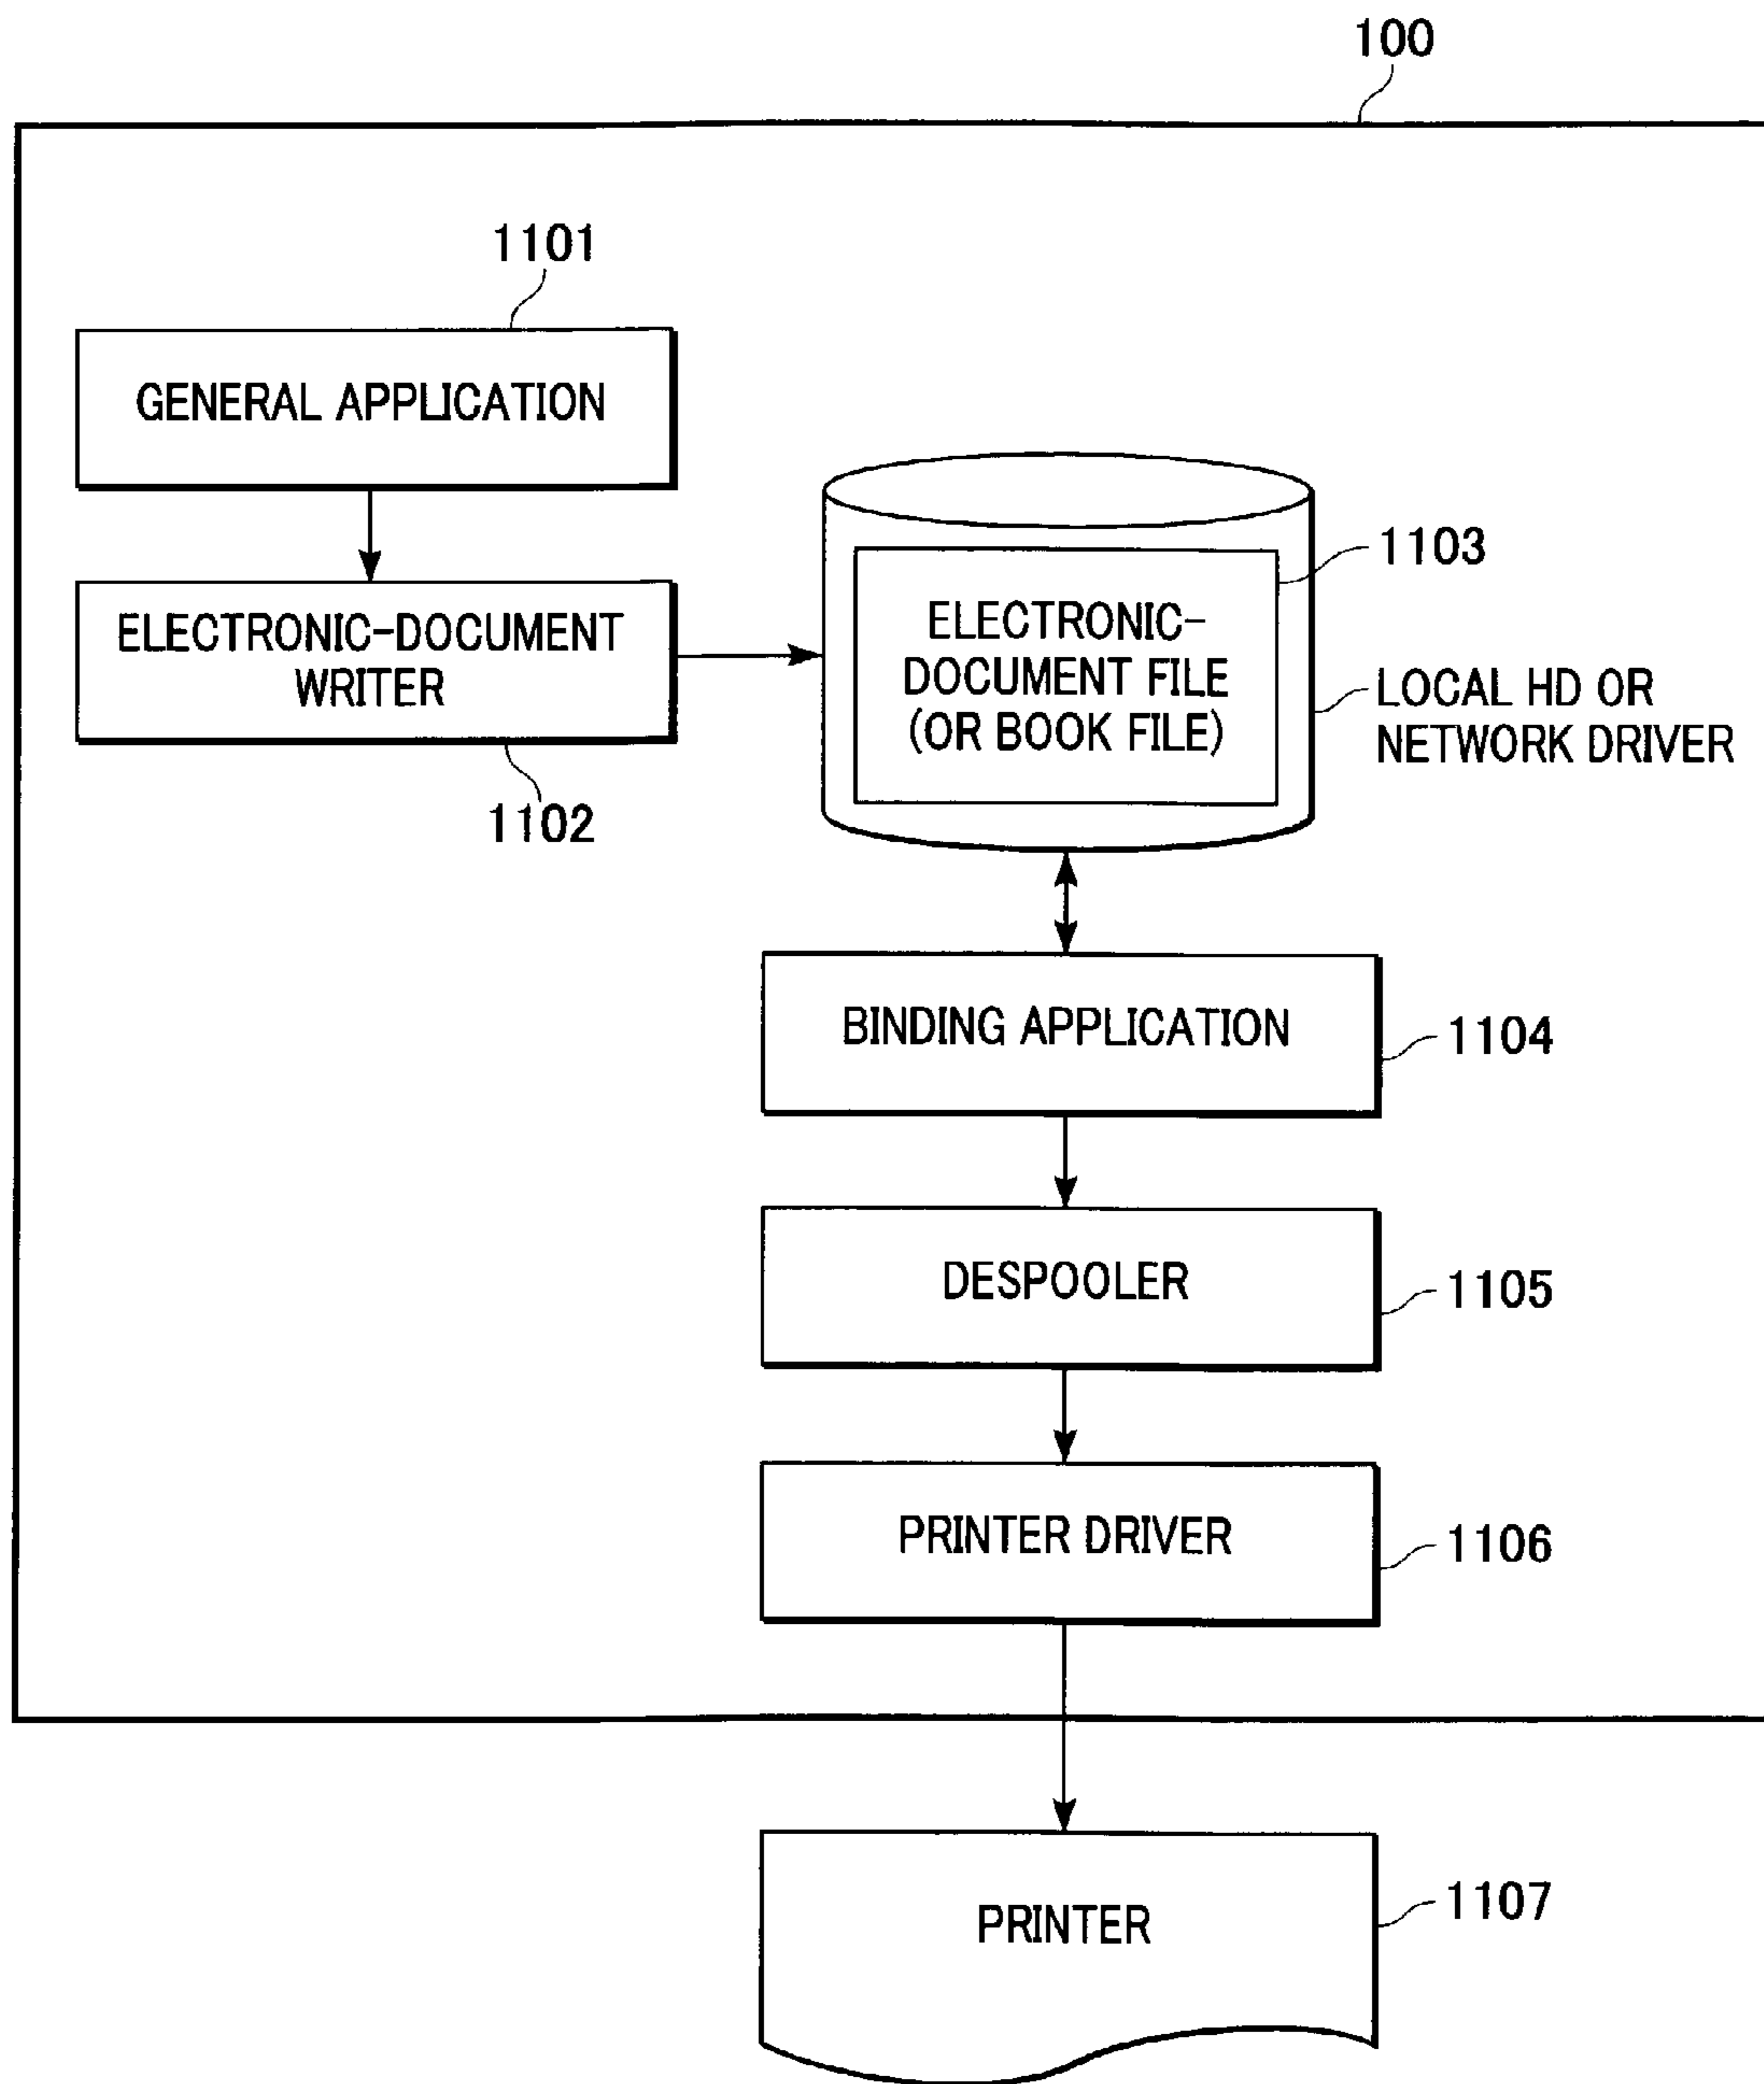 100
1101
GENERAL APPLICATION
ELECTRONIC-DOCUMENT
WRITER
1102
1103
ELECTRONIC-
DOCUMENT FILE
(OR BOOK FILE)
LOCAL HD OR
NETWORK DRIVER
BINDING APPLICATION
1104
DESPOOLER
1105
PRINTER DRIVER
1106
PRINTER
1107